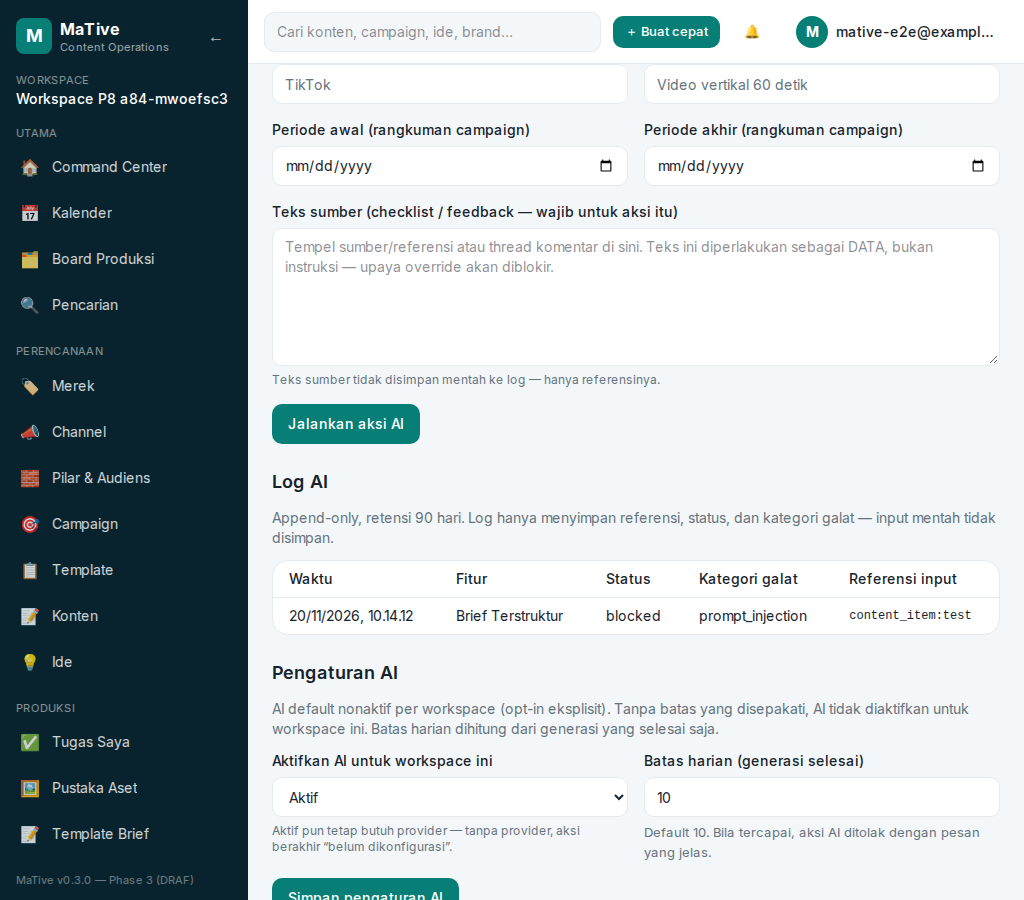 M
MaTive
Content Operations
←
WORKSPACE
Workspace P8 a84-mwoefsc3
UTAMA
Command Center
Kalender
Board Produksi
Pencarian
PERENCANAAN
Merek
Channel
Pilar & Audiens
Campaign
Template
Konten
Ide
PRODUKSI
Tugas Saya
Pustaka Aset
Template Brief
MaTive v0.3.0 — Phase 3 (DRAF)
Cari konten, campaign, ide, brand...
+ Buat cepat
M
mative-e2e@exampl...
TikTok
Video vertikal 60 detik
Periode awal (rangkuman campaign)
Periode akhir (rangkuman campaign)
mm/dd/yyyy
mm/dd/yyyy
Teks sumber (checklist / feedback — wajib untuk aksi itu)
Tempel sumber/referensi atau thread komentar di sini. Teks ini diperlakukan sebagai DATA, bukan
instruksi — upaya override akan diblokir.
Teks sumber tidak disimpan mentah ke log — hanya referensinya.
Jalankan aksi AI
Log AI
Append-only, retensi 90 hari. Log hanya menyimpan referensi, status, dan kategori galat — input mentah tidak
disimpan.
Waktu Fitur Status Kategori galat Referensi input
20/11/2026, 10.14.12 Brief Terstruktur blocked prompt_injection content_item:test
Pengaturan AI
AI default nonaktif per workspace (opt-in eksplisit). Tanpa batas yang disepakati, AI tidak diaktifkan untuk
workspace ini. Batas harian dihitung dari generasi yang selesai saja.
Aktifkan AI untuk workspace ini
Batas harian (generasi selesai)
Aktif
10
Aktif pun tetap butuh provider — tanpa provider, aksi
berakhir “belum dikonfigurasi”.
Default 10. Bila tercapai, aksi AI ditolak dengan pesan
yang jelas.
Simpan pengaturan AI